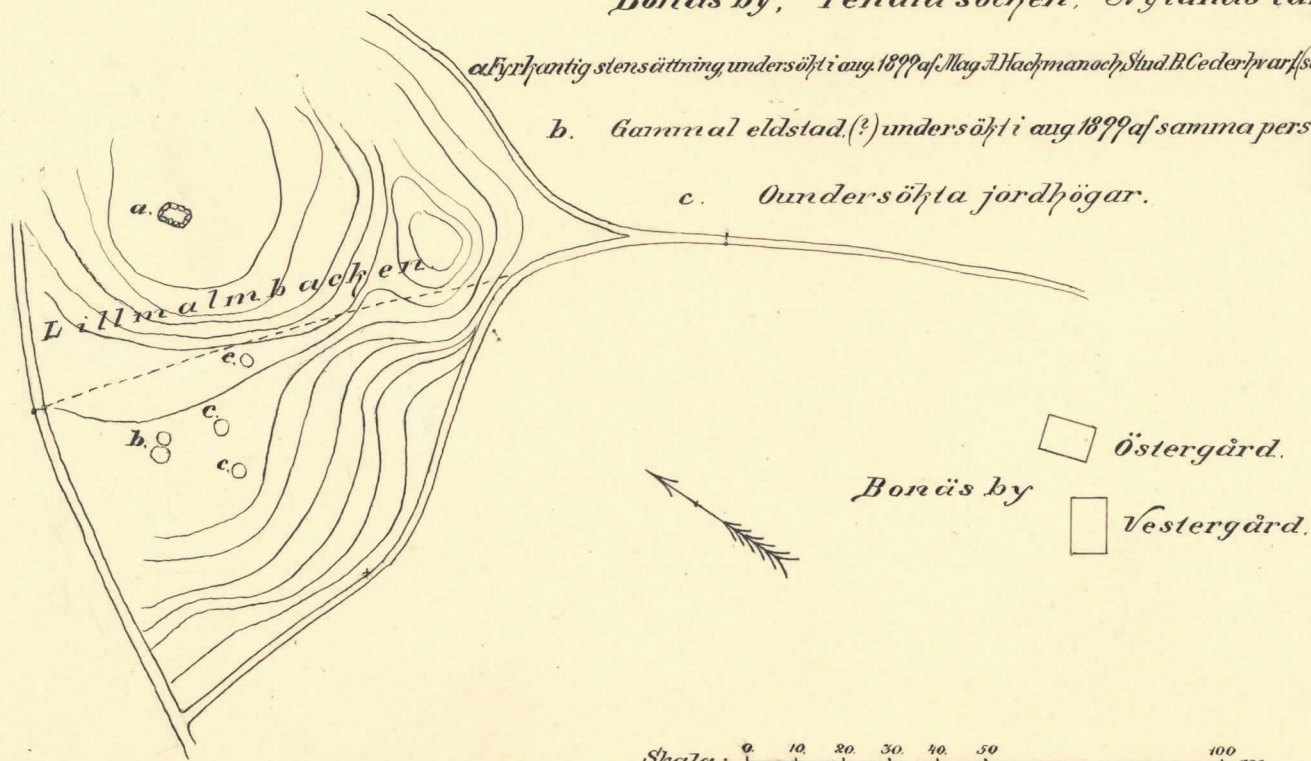 Bonäs by, Tenala socken, Nylands län
a. Fyrkantig stensättning, undersökt i aug. 1899 af Mag. A. Hackman och Stud. B. Cederhvarf
b. Gammal eldstad.(?) undersökt i aug 1899 af samma pers
c. Oundersökta jordhögar.
a.
Lillmalmbacken.
c.
c.
b.
c.
Östergård.
Bonäs by
Vestergård.
Skala: 0. 10. 20. 30. 40. 50 100